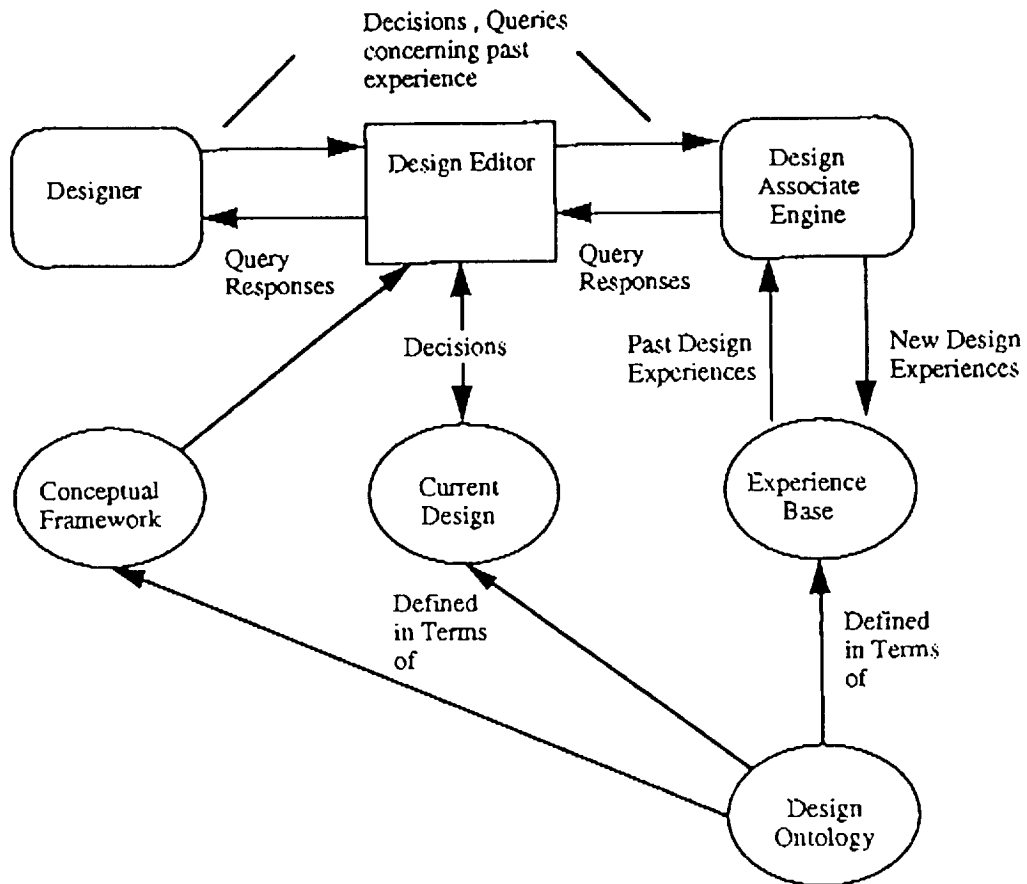 Decisions , Queries
concerning past
experience
Designer
Design Editor
Design
Associate
Engine
Query
Responses
Query
Responses
Decisions
Past Design
Experiences
New Design
Experiences
Conceptual
Framework
Current
Design
Experience
Base
Defined
in Terms
of
Defined
in Terms
of
Design
Ontology